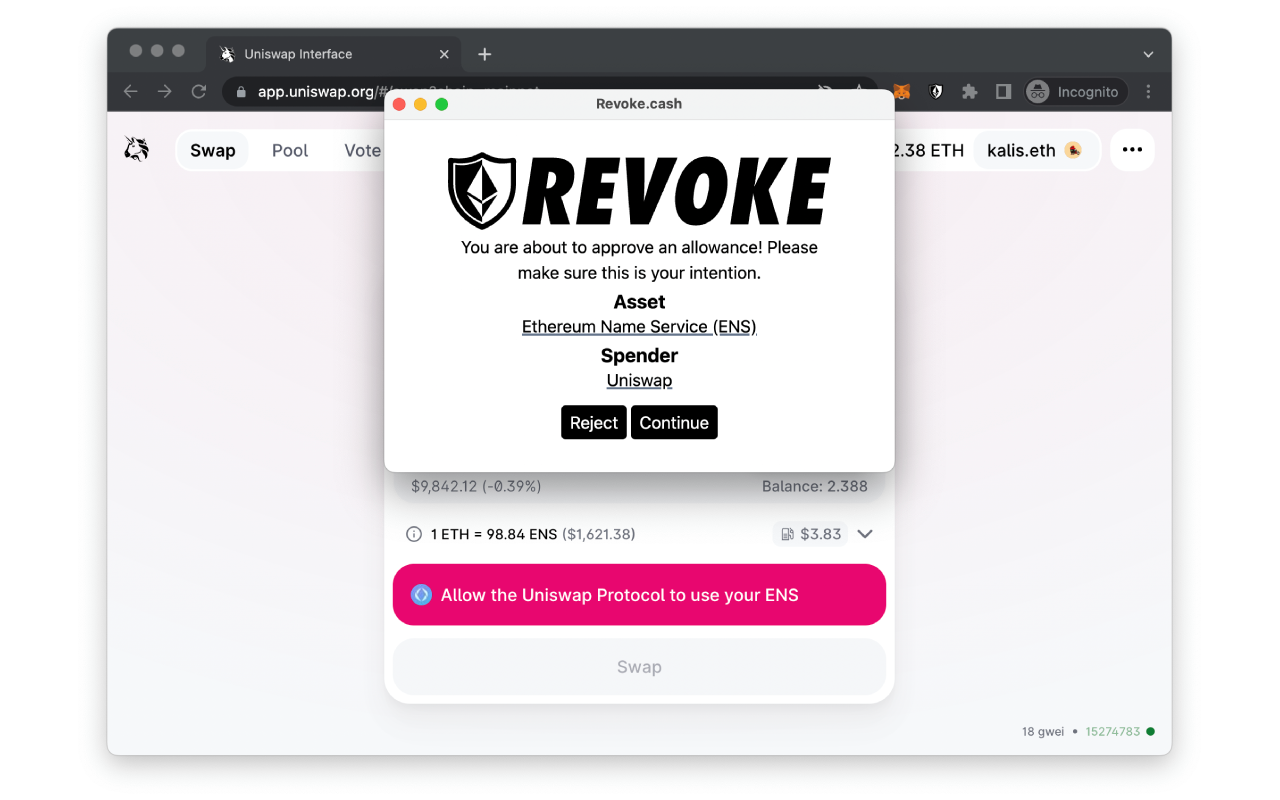 Uniswap Interface
app.uniswap.org/#/
Incognito
Revoke.cash
Swap
Pool
Vote
2.38 ETH
kalis.eth
REVOKE
You are about to approve an allowance! Please
make sure this is your intention.
Asset
Ethereum Name Service (ENS)
Spender
Uniswap
Reject
Continue
$9,842.12 (-0.39%)
Balance: 2.388
1 ETH = 98.84 ENS ($1,621.38)
$3.83
Allow the Uniswap Protocol to use your ENS
Swap
18 gwei • 15274783